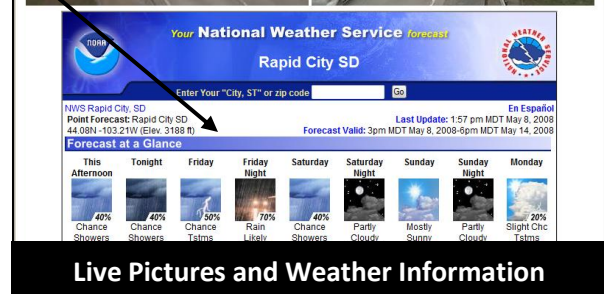 NOAA
Your National Weather Service forecast
Rapid City SD
NATIONAL WEATHER SERVICE
Enter Your "City, ST" or zip code Go
NWS Rapid City, SD En Español
Point Forecast: Rapid City SD Last Update: 1:57 pm MDT May 8, 2008
44.08N -103.21W (Elev. 3188 ft) Forecast Valid: 3pm MDT May 8, 2008-6pm MDT May 14, 2008
Forecast at a Glance
This Tonight Friday Friday Saturday Saturday Sunday Sunday Monday
Afternoon Night Night Night
40% 40% 50% 70% 40% 20%
Chance Chance Chance Rain Chance Partly Mostly Partly Slight Chc
Showers Showers Tstms Likely Showers Cloudy Sunny Cloudy Tstms
Live Pictures and Weather Information